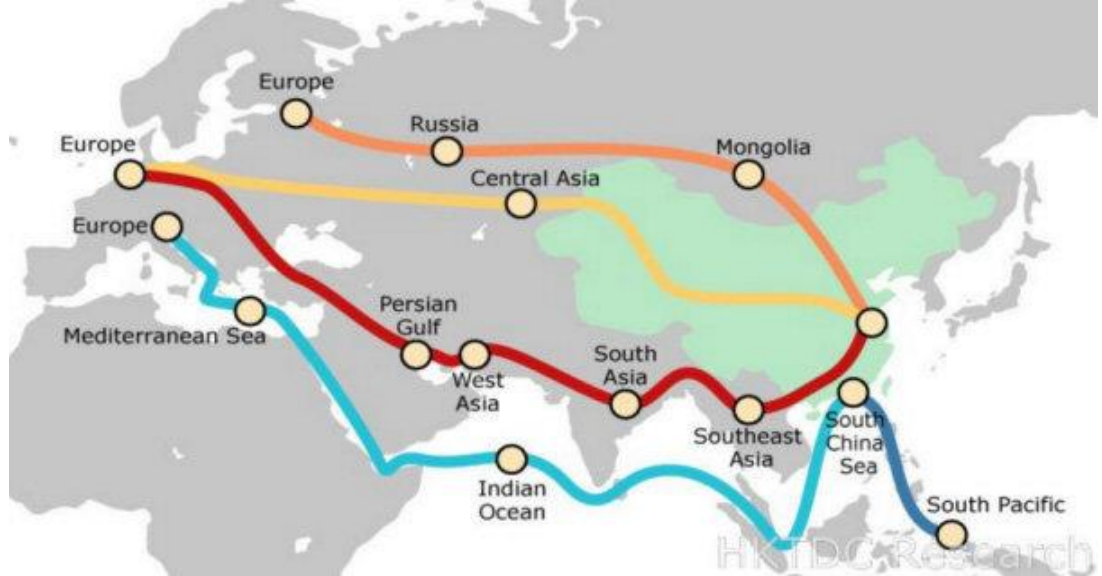 Europe
Europe
Russia
Mongolia
Central Asia
Europe
Persian
Gulf
Mediterranean Sea
West
Asia
South
Asia
Southeast
Asia
South
China
Sea
Indian
Ocean
South Pacific
HKTDC Research